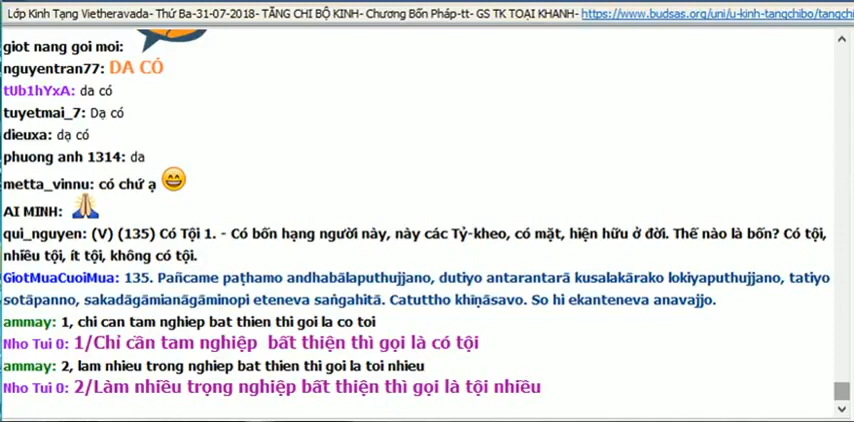 Lớp Kinh Tạng Vietheravada- Thứ Ba-31-07-2018- TĂNG CHI BỘ KINH- Chương Bốn Pháp-tt- GS TK TOẠI KHANH- https://www.budsas.org/uni/u-kinh-tangchibo/tangchi
giot nang goi moi:
nguyentran77: DẠ CÓ
tUb1hYxA: da có
tuyetmai_7: Dạ có
dieuxa: dạ có
phuong anh 1314: da
metta_vinnu: có chứ ạ 😄
AI MINH: 🙏
qui_nguyen: (V) (135) Có Tội 1. - Có bốn hạng người này, này các Tỷ-kheo, có mặt, hiện hữu ở đời. Thế nào là bốn? Có tội,
nhiều tội, ít tội, không có tội.
GiotMuaCuoiMua: 135. Pañcame paṭhamo andhabālaputhujjano, dutiyo antarantarā kusalakārako lokiyaputhujjano, tatiyo
sotāpanno, sakadāgāmianāgāminopi eteneva saṅgahitā. Catuttho khīṇāsavo. So hi ekanteneva anavajjo.
ammay: 1, chi can tam nghiep bat thien thi goi la co toi
Nho Tui 0: 1/Chỉ cần tam nghiệp bất thiện thì gọi là có tội
ammay: 2, lam nhieu trong nghiep bat thien thi goi la toi nhieu
Nho Tui 0: 2/Làm nhiều trọng nghiệp bất thiện thì gọi là tội nhiều